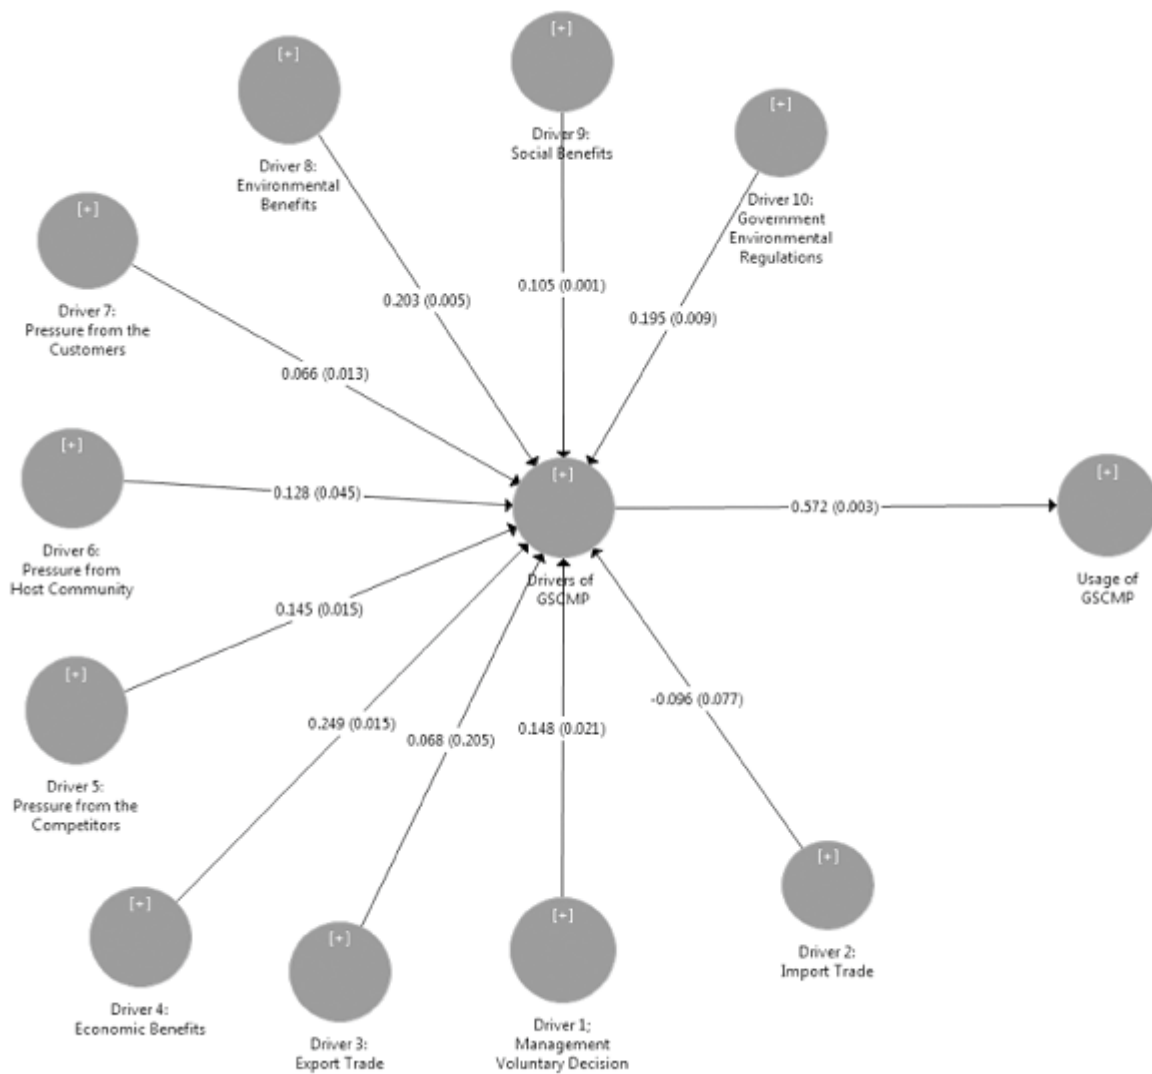 [+]
[+]
Driver 9:
Social Benefits
[+]
Driver 8:
Environmental
Benefits
Driver 10:
Government
Environmental
Regulations
[+]
Driver 7:
Pressure from the
Customers
0.203 (0.005)
0.105 (0.001)
0.195 (0.009)
0.066 (0.013)
[+]
Driver 6:
Pressure from
Host Community
0.128 (0.045)
[+]
Drivers of
GSCMP
0.572 (0.003)
[+]
Usage of
GSCMP
0.145 (0.015)
[+]
Driver 5:
Pressure from the
Competitors
0.249 (0.015)
0.068 (0.205)
0.148 (0.021)
-0.096 (0.077)
[+]
Driver 4:
Economic Benefits
[+]
Driver 3:
Export Trade
[+]
Driver 1;
Management
Voluntary Decision
[+]
Driver 2:
Import Trade